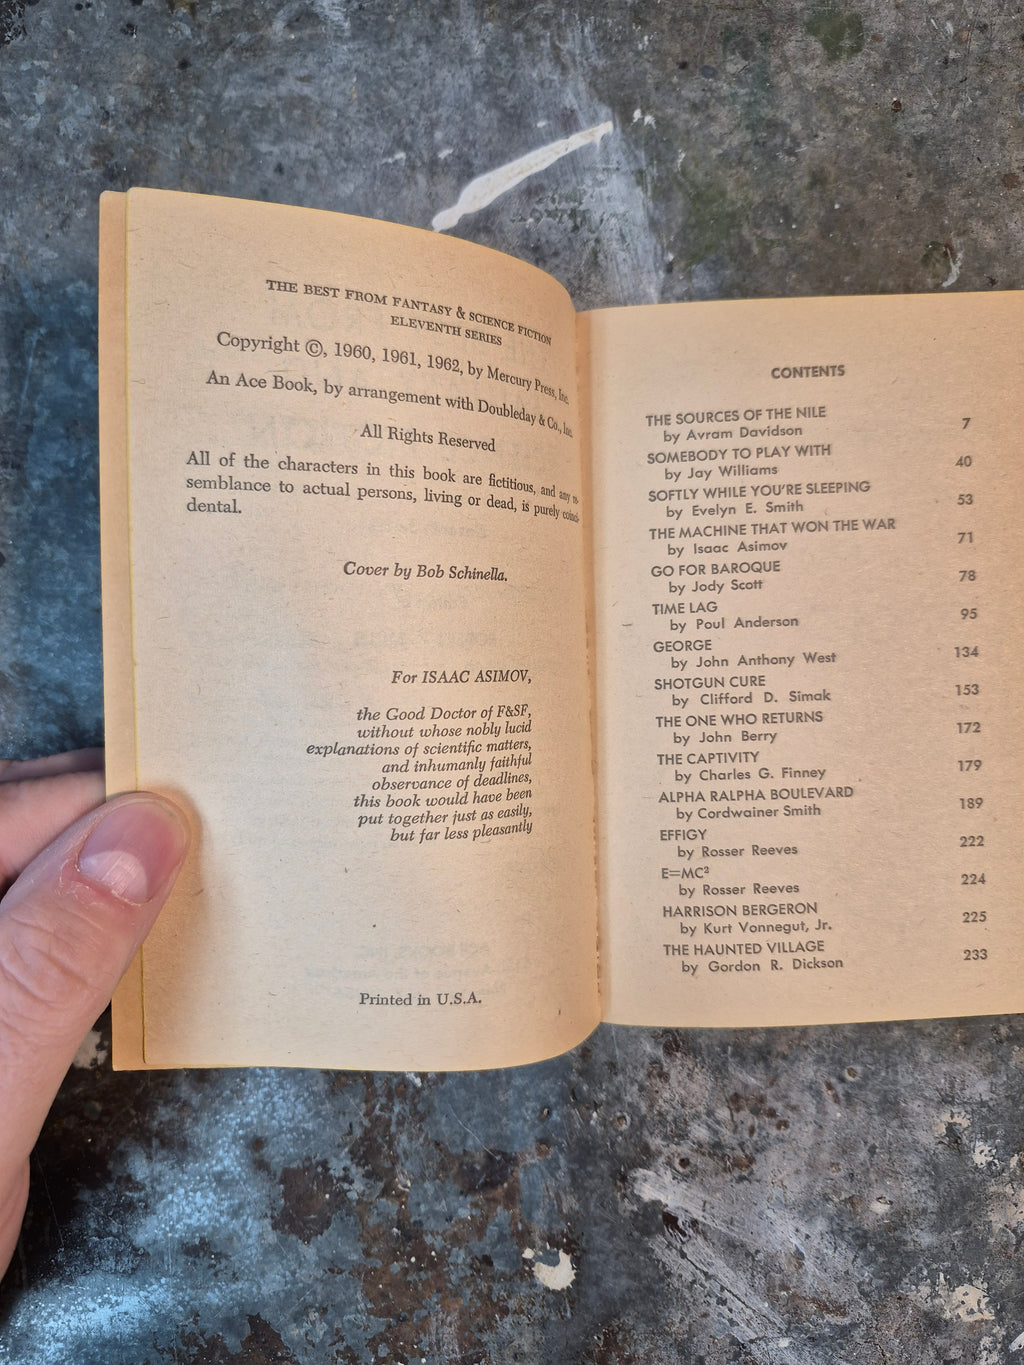 THE BEST FROM FANTASY & SCIENCE FICTION
ELEVENTH SERIES
Copyright ©, 1960, 1961, 1962, by Mercury Press, Inc.
An Ace Book, by arrangement with Doubleday & Co., Inc.
All Rights Reserved
All of the characters in this book are fictitious, and any re-
semblance to actual persons, living or dead, is purely coinci-
dental.
Cover by Bob Schinella.
For ISAAC ASIMOV,
the Good Doctor of F&SF,
without whose nobly lucid
explanations of scientific matters,
and inhumanly faithful
observance of deadlines,
this book would have been
put together just as easily,
but far less pleasantly
Printed in U.S.A.
CONTENTS
THE SOURCES OF THE NILE
by Avram Davidson 7
SOMEBODY TO PLAY WITH
by Jay Williams 40
SOFTLY WHILE YOU'RE SLEEPING
by Evelyn E. Smith 53
THE MACHINE THAT WON THE WAR
by Isaac Asimov 71
GO FOR BAROQUE
by Jody Scott 78
TIME LAG
by Poul Anderson 95
GEORGE
by John Anthony West 134
SHOTGUN CURE
by Clifford D. Simak 153
THE ONE WHO RETURNS
by John Berry 172
THE CAPTIVITY
by Charles G. Finney 179
ALPHA RALPHA BOULEVARD
by Cordwainer Smith 189
EFFIGY
by Rosser Reeves 222
E=MC²
by Rosser Reeves 224
HARRISON BERGERON
by Kurt Vonnegut, Jr. 225
THE HAUNTED VILLAGE
by Gordon R. Dickson 233